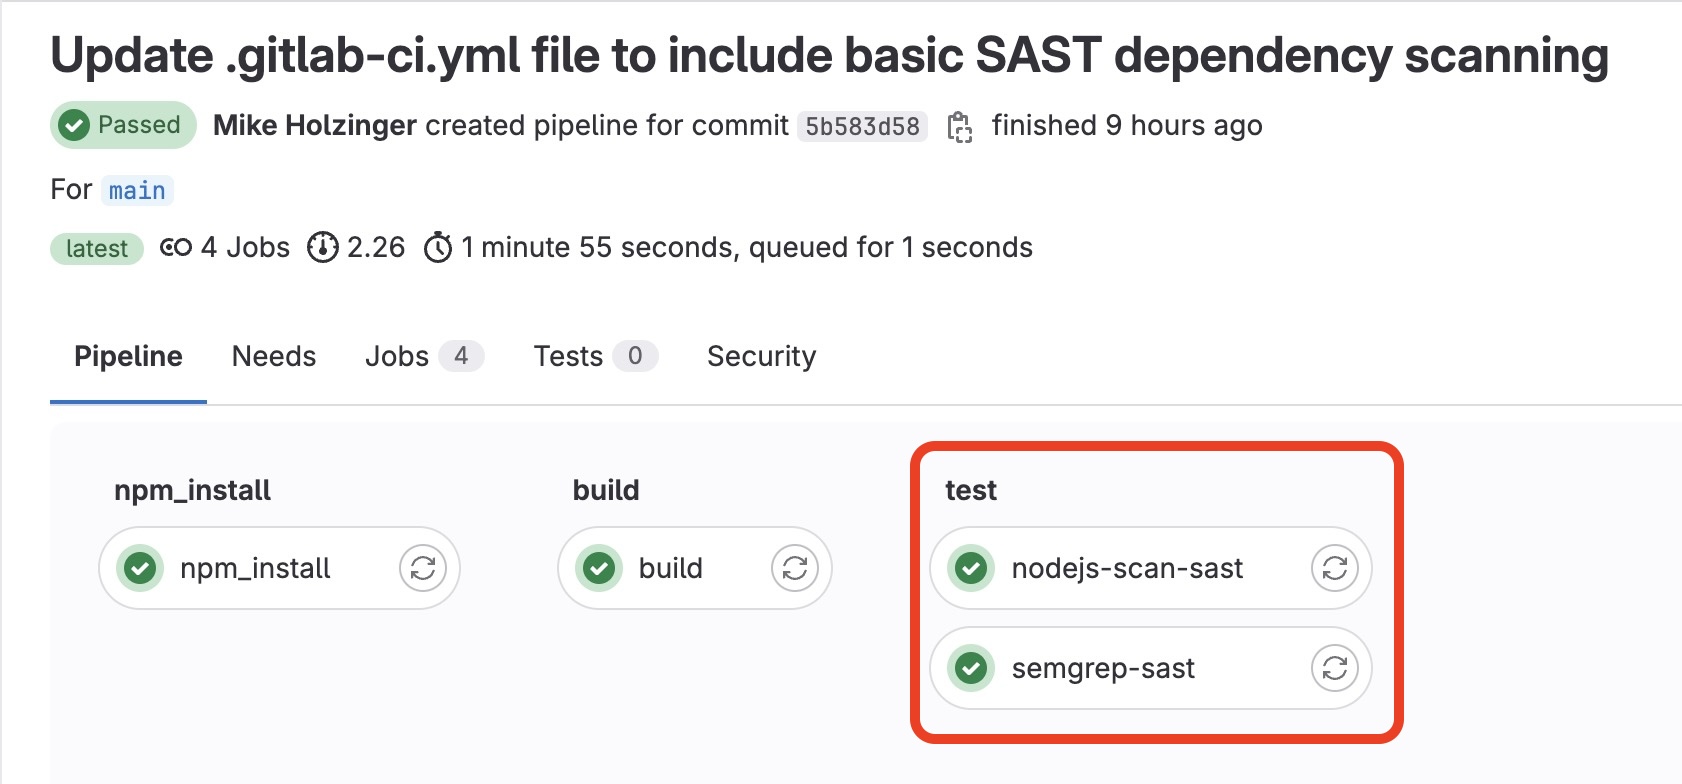 Update .gitlab-ci.yml file to include basic SAST dependency scanning
Passed Mike Holzinger created pipeline for commit 5b583d58 finished 9 hours ago
For main
latest 4 Jobs 2.26 1 minute 55 seconds, queued for 1 seconds
Pipeline Needs Jobs 4 Tests 0 Security
npm_install build test
npm_install build nodejs-scan-sast
semgrep-sast